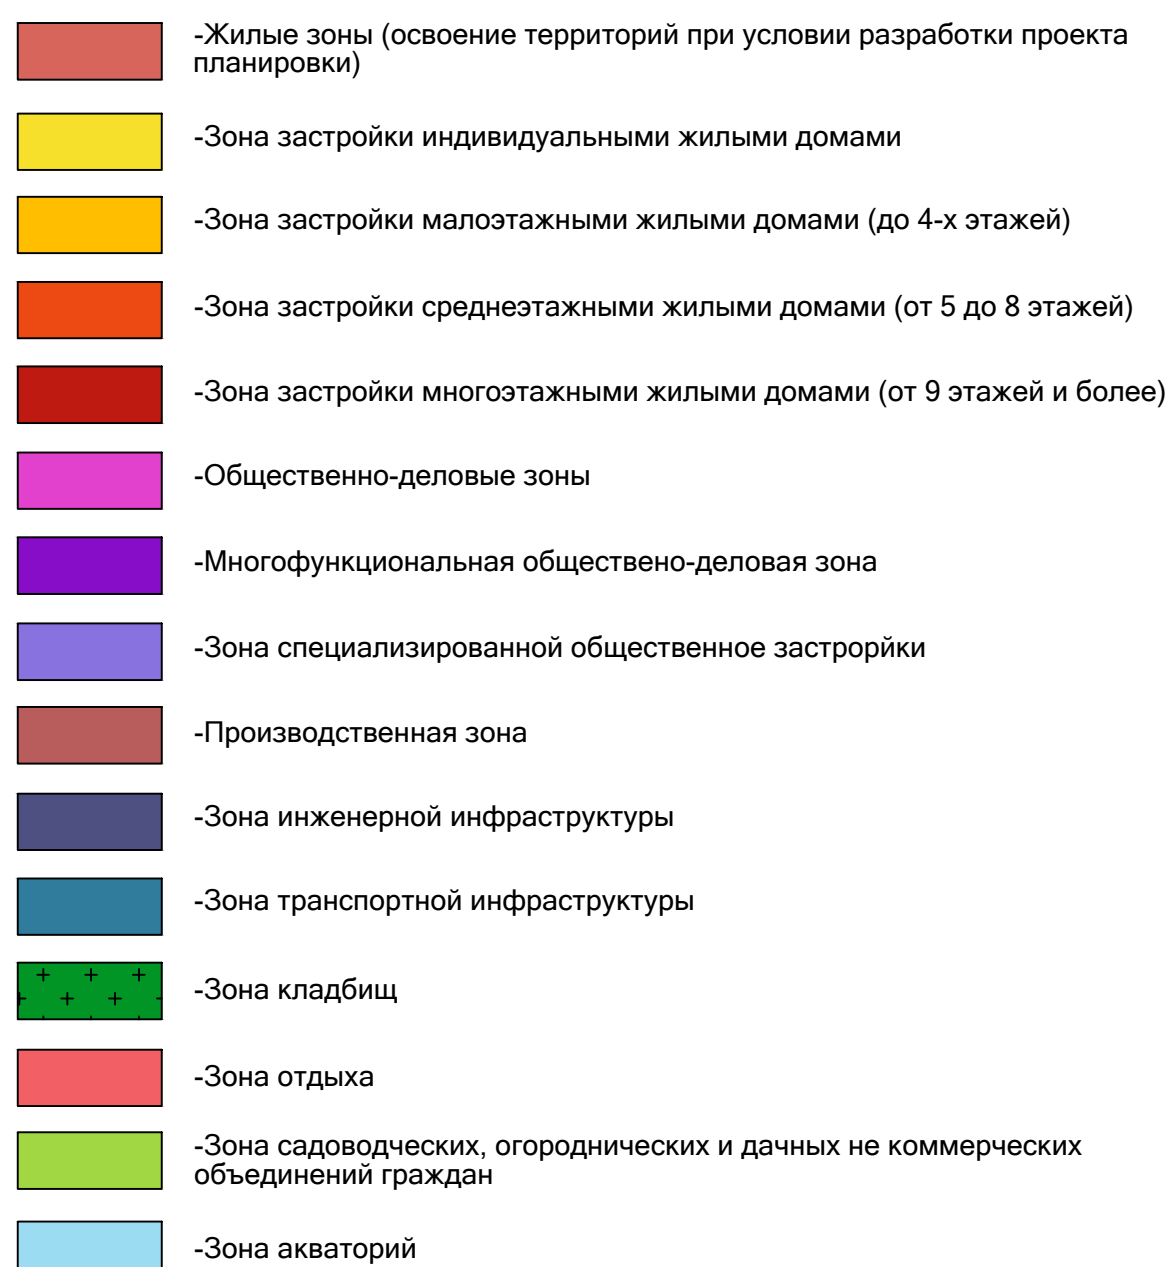 -Жилые зоны (освоение территорий при условии разработки проекта
планировки)
-Зона застройки индивидуальными жилыми домами
-Зона застройки малоэтажными жилыми домами (до 4-х этажей)
-Зона застройки среднеэтажными жилыми домами (от 5 до 8 этажей)
-Зона застройки многоэтажными жилыми домами (от 9 этажей и более)
-Общественно-деловые зоны
-Многофункциональная обществено-деловая зона
-Зона специализированной общественное застрорйки
-Производственная зона
-Зона инженерной инфраструктуры
-Зона транспортной инфраструктуры
-Зона кладбищ
-Зона отдыха
-Зона садоводческих, огороднических и дачных не коммерческих
объединений граждан
-Зона акваторий